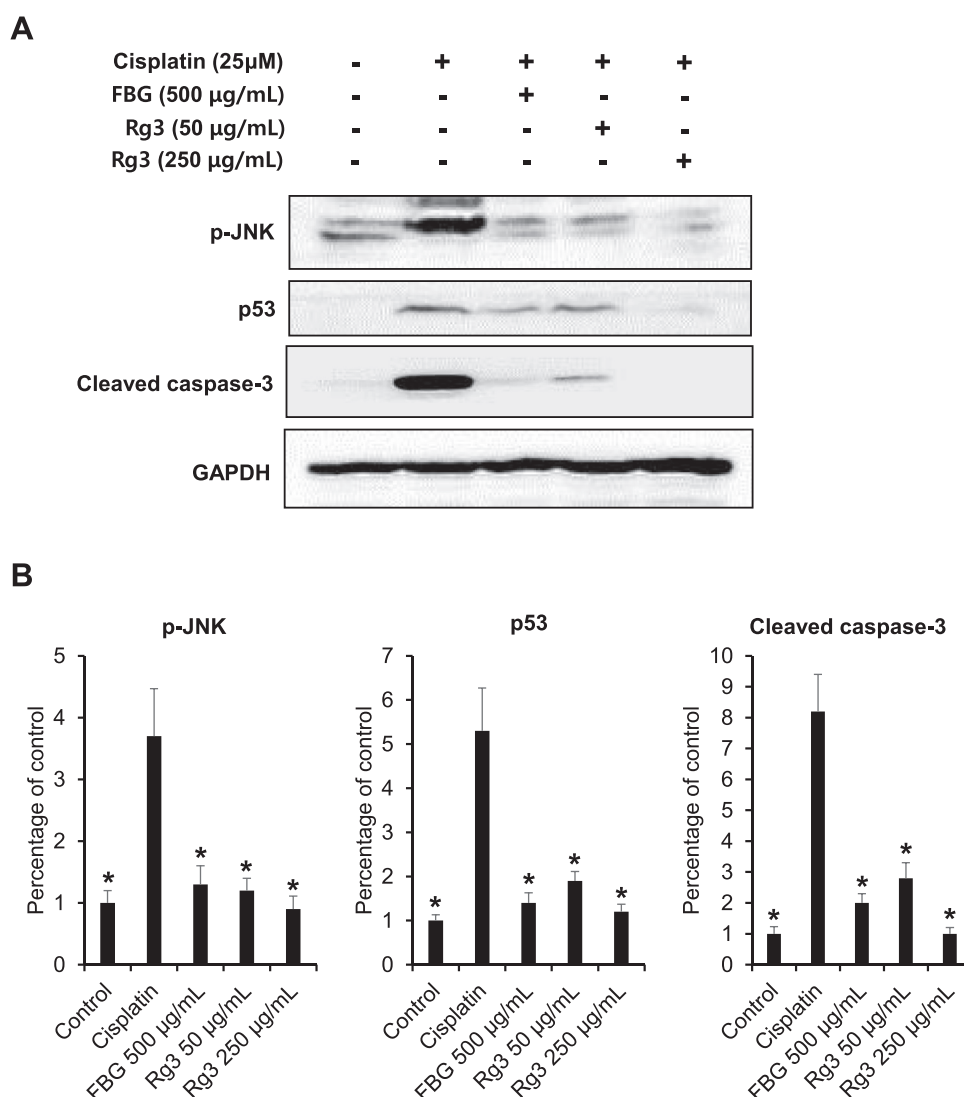 A
Cisplatin (25µM) - + + + +
FBG (500 µg/mL) - - + - -
Rg3 (50 µg/mL) - - - + -
Rg3 (250 µg/mL) - - - - +
p-JNK
p53
Cleaved caspase-3
GAPDH
B
p-JNK
Percentage of control
5
4
3
2
1
0
* * * *
Control
Cisplatin
FBG 500 µg/mL
Rg3 50 µg/mL
Rg3 250 µg/mL
p53
Percentage of control
7
6
5
4
3
2
1
0
* * * *
Control
Cisplatin
FBG 500 µg/mL
Rg3 50 µg/mL
Rg3 250 µg/mL
Cleaved caspase-3
Percentage of control
10
9
8
7
6
5
4
3
2
1
0
* * * *
Control
Cisplatin
FBG 500 µg/mL
Rg3 50 µg/mL
Rg3 250 µg/mL